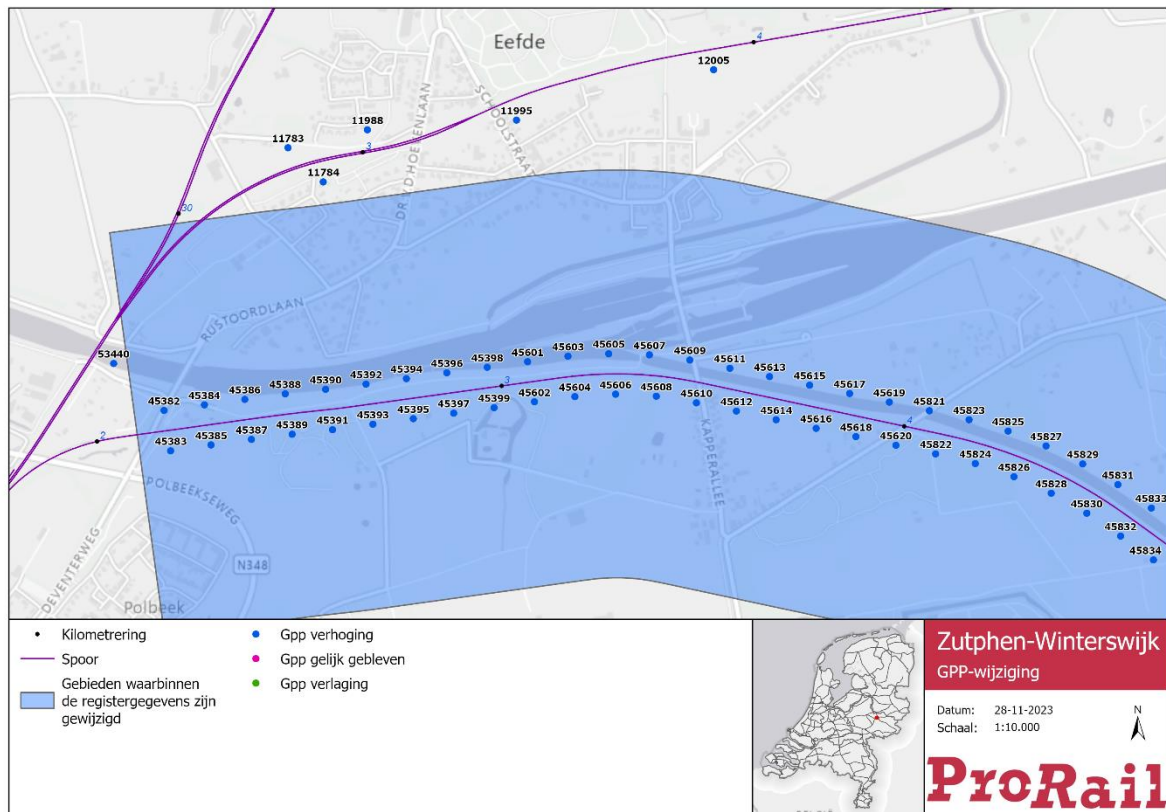 Eefde
4
12005
11995
SCHOOLSTRAAT
11988
11783
3
11784
30
RUSTOORDLAAN
53440
45382
45384
45386
45388
45390
45392
45394
45396
45398
45601
45603
45605
45607
45609
45611
45613
45615
45617
45619
45821
45823
45825
45827
45829
45831
45833
2
3
4
45383
45385
45387
45389
45391
45393
45395
45397
45399
45602
45604
45606
45608
45610
45612
45614
45616
45618
45620
45822
45824
45826
45828
45830
45832
45834
KAPPERALLEE
POLBEEKSEWEG
DEVENTERWEG
N348
Polbeek
Kilometrering
Spoor
Gebieden waarbinnen
de registergegevens zijn
gewijzigd
Gpp verhoging
Gpp gelijk gebleven
Gpp verlaging
Zutphen-Winterswijk
GPP-wijziging
Datum: 28-11-2023
Schaal: 1:10.000
N
ProRail